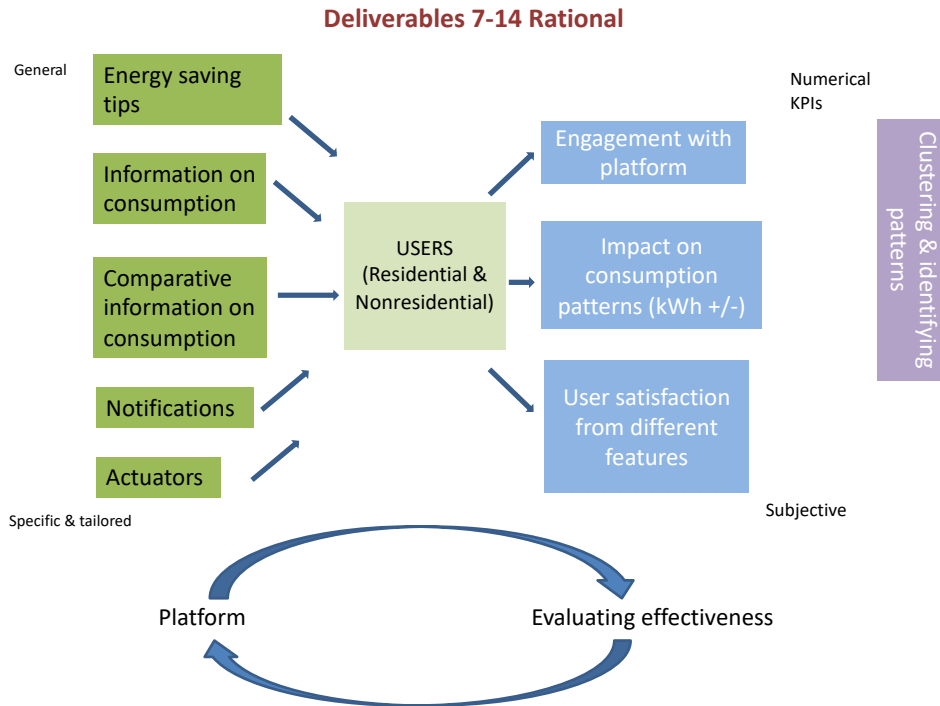 Deliverables 7-14 Rational
General
Energy saving
tips
Information on
consumption
Comparative
information on
consumption
Notifications
Actuators
Specific & tailored
USERS
(Residential &
Nonresidential)
Engagement with
platform
Impact on
consumption
patterns (kWh +/-)
User satisfaction
from different
features
Numerical
KPIs
Subjective
Clustering & identifying
patterns
Platform
Evaluating effectiveness